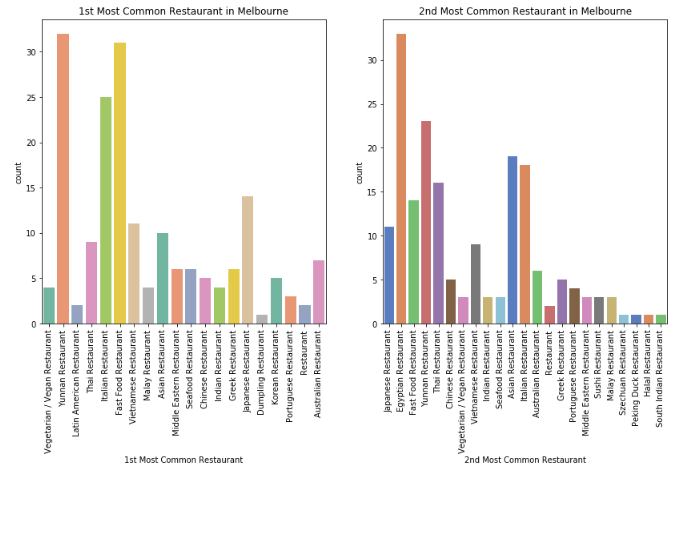 1st Most Common Restaurant in Melbourne
30
25
20
15
10
5
0
count
Vegetarian / Vegan Restaurant
Yunnan Restaurant
Latin American Restaurant
Thai Restaurant
Italian Restaurant
Fast Food Restaurant
Vietnamese Restaurant
Malay Restaurant
Asian Restaurant
Middle Eastern Restaurant
Seafood Restaurant
Chinese Restaurant
Indian Restaurant
Greek Restaurant
Japanese Restaurant
Dumpling Restaurant
Korean Restaurant
Portuguese Restaurant
Restaurant
Australian Restaurant
1st Most Common Restaurant
2nd Most Common Restaurant in Melbourne
30
25
20
15
10
5
0
count
Japanese Restaurant
Egyptian Restaurant
Fast Food Restaurant
Yunnan Restaurant
Thai Restaurant
Chinese Restaurant
Vegetarian / Vegan Restaurant
Vietnamese Restaurant
Indian Restaurant
Seafood Restaurant
Asian Restaurant
Italian Restaurant
Australian Restaurant
Restaurant
Greek Restaurant
Portuguese Restaurant
Middle Eastern Restaurant
Sushi Restaurant
Malay Restaurant
Szechuan Restaurant
Peking Duck Restaurant
Halal Restaurant
South Indian Restaurant
2nd Most Common Restaurant